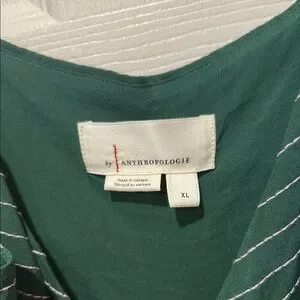 by ANTHROPOLOGIE
Made in Vietnam
Fabriqué au Vietnam
XL